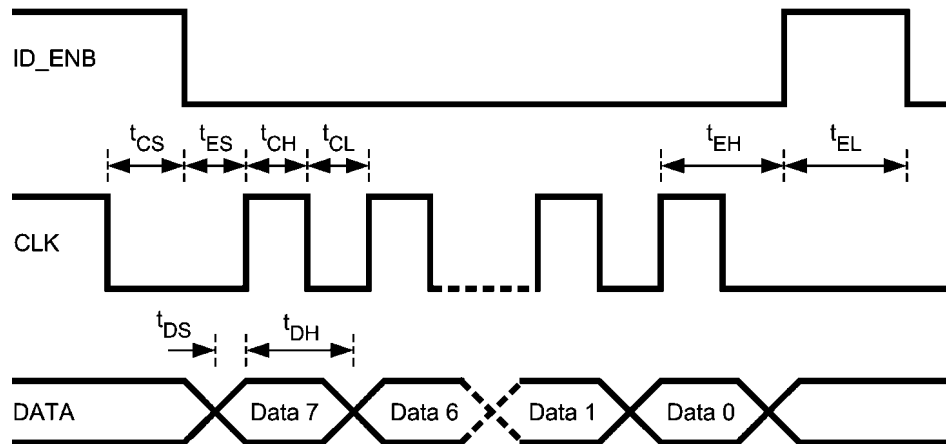 ID_ENB
tCS tES tCH tCL tEH tEL
CLK
tDS tDH
DATA Data 7 Data 6 Data 1 Data 0